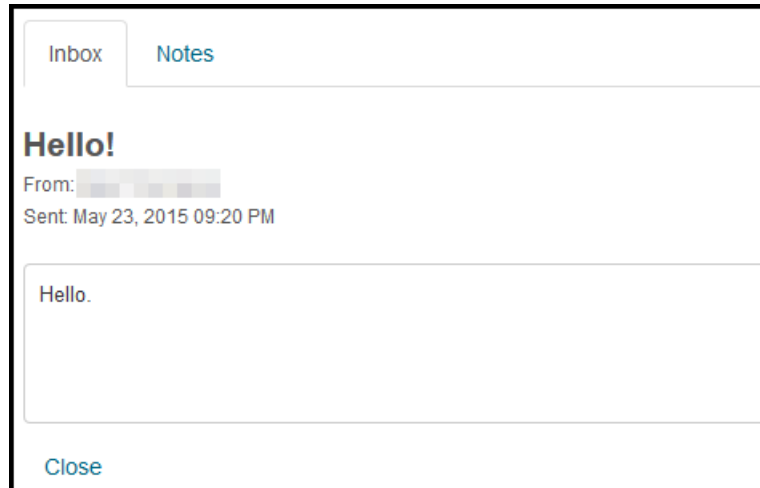 Inbox Notes
Hello!
From:
Sent: May 23, 2015 09:20 PM
Hello.
Close